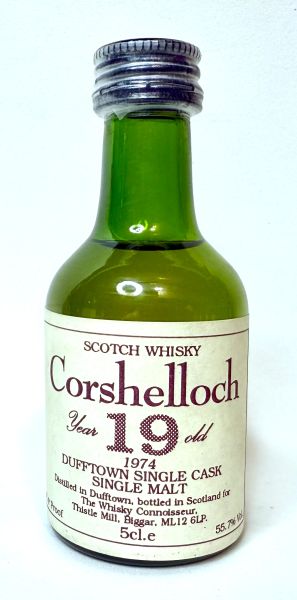 SCOTCH WHISKY
Corshelloch
Year 19 old
1974
DUFFTOWN SINGLE CASK
SINGLE MALT
Distilled in Dufftown, bottled in Scotland for
The Whisky Connoisseur,
Thistle Mill, Biggar, ML12 6LP.
Proof 5cl.e 55.7% Vol